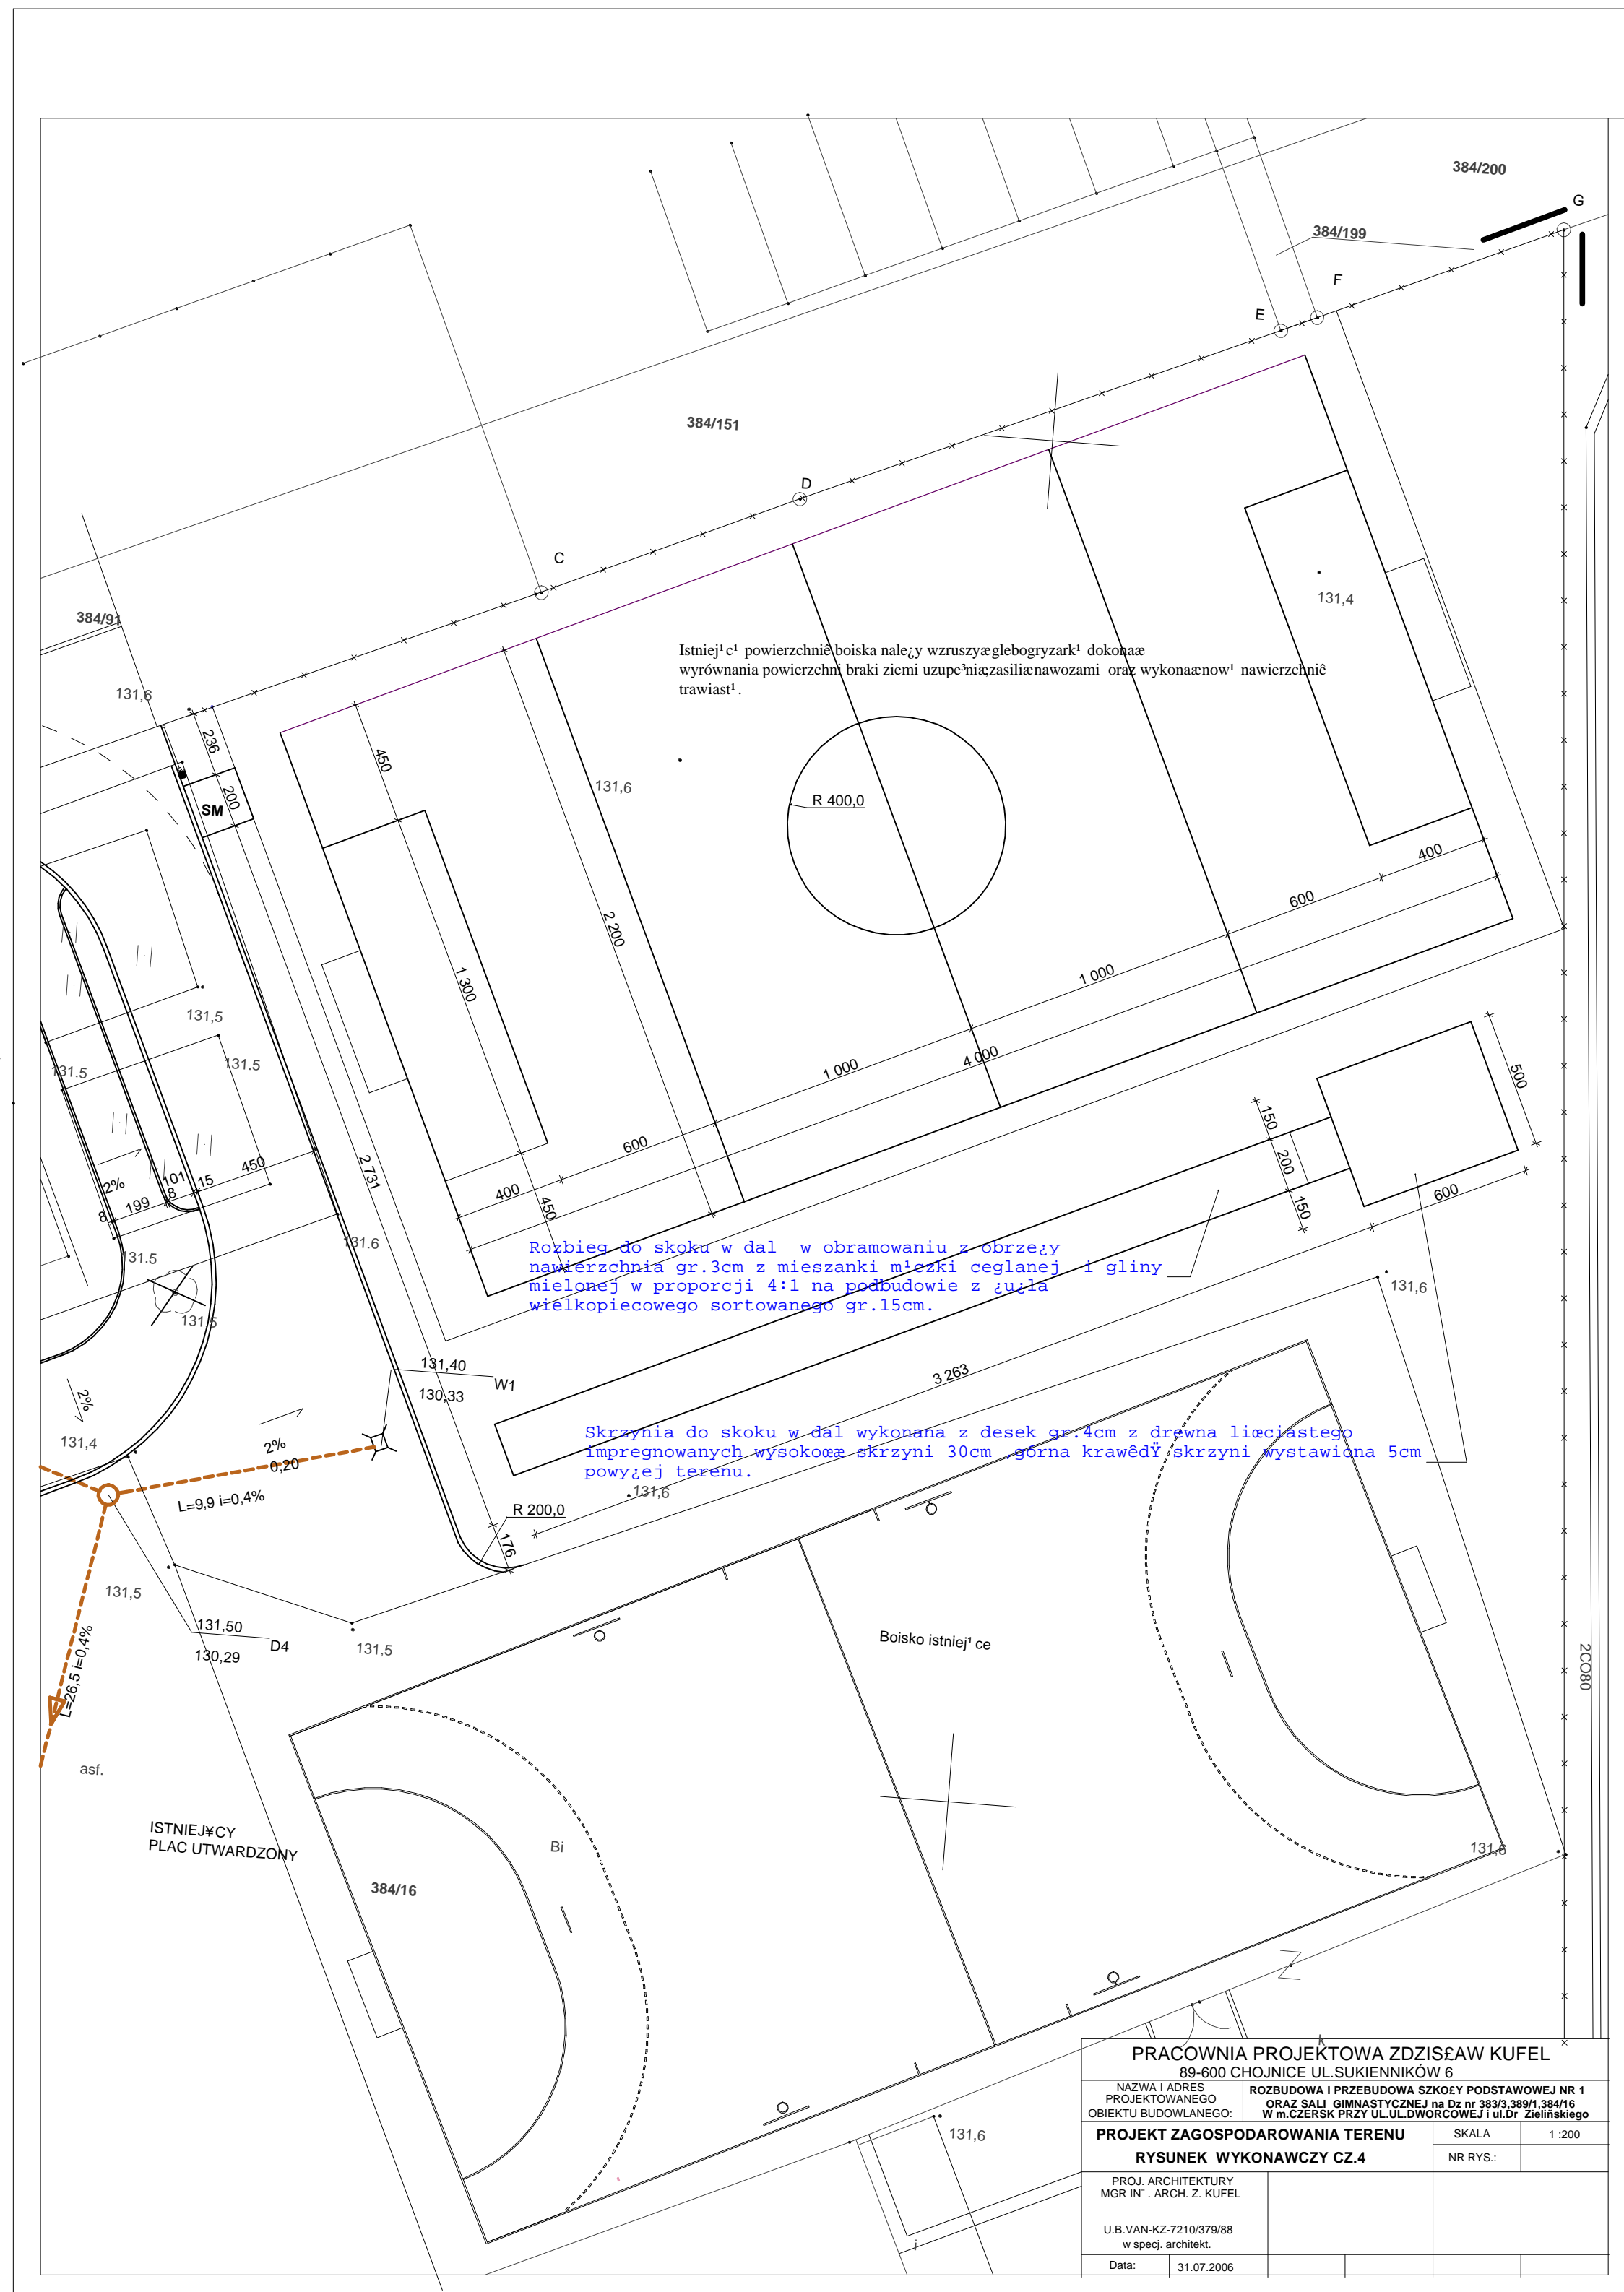 384/200
G
384/199
F
E
384/151
D
C
384/91
131,4
Istniej¹c¹ powierzchniê boiska nale¿y wzruszyæglebogryzark¹ dokonaæ
wyrównania powierzchni braki ziemi uzupe³niæ,zasiliænawozami oraz wykonaænow¹ nawierzchniê
trawiast¹.
131,6
236
450
200
SM
131,6
R 400,0
400
600
2 200
1 300
1 000
131,5
131.5
131.5
1 000
4 000
500
150
200
150
600
2 731
600
400
450
450
2%
101
15
8
199
8
131.5
131.6
131,5
Rozbieg do skoku w dal w obramowaniu z obrze¿y
nawierzchnia gr.3cm z mieszanki m¹czki ceglanej i gliny
mielonej w proporcji 4:1 na podbudowie z ¿u¿la
wielkopiecowego sortowanego gr.15cm.
131,6
131,40
W1
130,33
3 263
2%
131,4
2%
0,20
L=9,9 i=0,4%
Skrzynia do skoku w dal wykonana z desek gr.4cm z drewna liœciastego
impregnowanych wysokoœæ skrzyni 30cm ,górna krawêdŸ skrzyni wystawiona 5cm
powy¿ej terenu.
131,6
R 200,0
176
131,5
131,50
D4
130,29
131,5
L=26,5 i=0,4%
Boisko istniej¹ce
2CO80
asf.
ISTNIEJ¥CY
PLAC UTWARDZONY
Bi
384/16
131,6
k
131,6
i
PRACOWNIA PROJEKTOWA ZDZIS£AW KUFEL
89-600 CHOJNICE UL.SUKIENNIKÓW 6
NAZWA I ADRES
PROJEKTOWANEGO
OBIEKTU BUDOWLANEGO:
ROZBUDOWA I PRZEBUDOWA SZKO£Y PODSTAWOWEJ NR 1
ORAZ SALI GIMNASTYCZNEJ na Dz nr 383/3,389/1,384/16
W m.CZERSK PRZY UL.UL.DWORCOWEJ i ul.Dr Zielińskiego
PROJEKT ZAGOSPODAROWANIA TERENU
RYSUNEK WYKONAWCZY CZ.4
SKALA
1 :200
NR RYS.:
PROJ. ARCHITEKTURY
MGR IN¯. ARCH. Z. KUFEL
U.B.VAN-KZ-7210/379/88
w specj. architekt.
Data:
31.07.2006